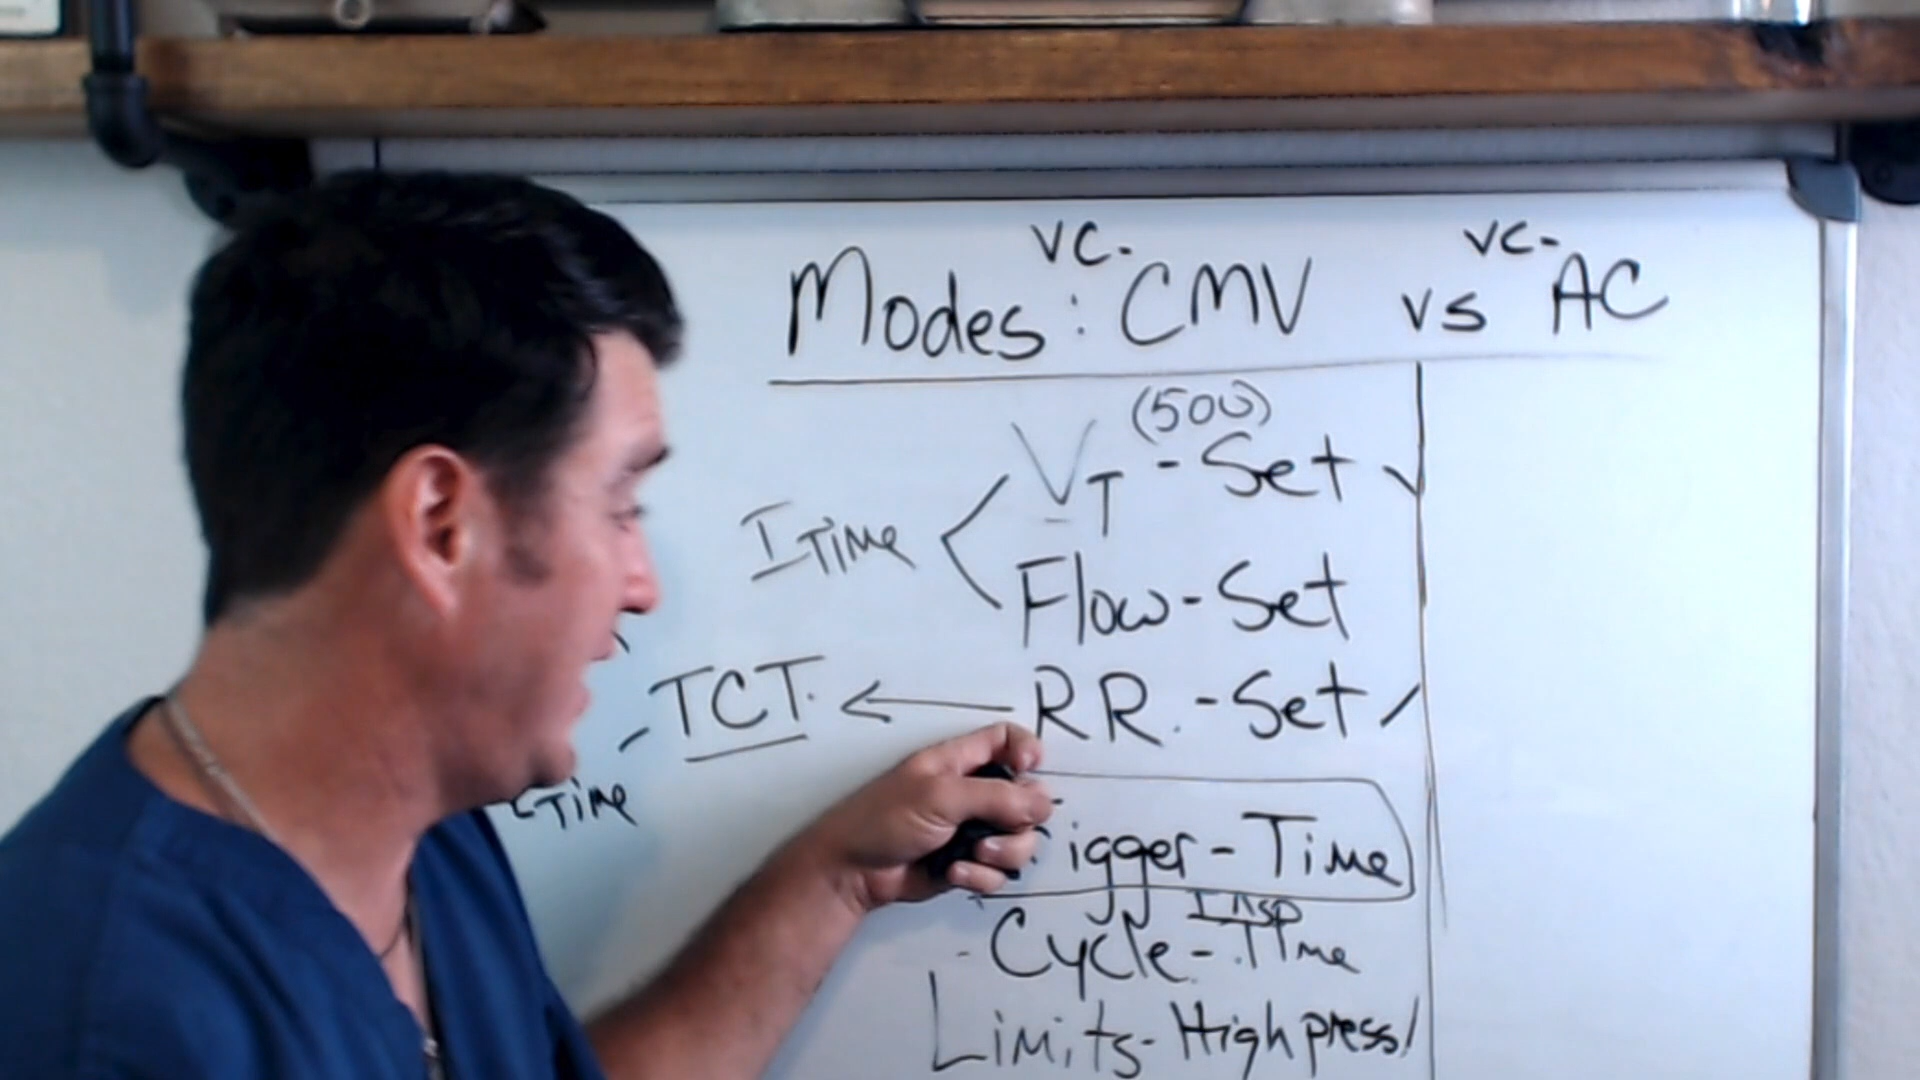 VC- VC-
Modes: CMV vs AC
(500)
VT - Set
I TIME
Flow - Set
TCT. RR. - Set
Time
Trigger - Time
Insp
- Cycle - Time
Limits - High press